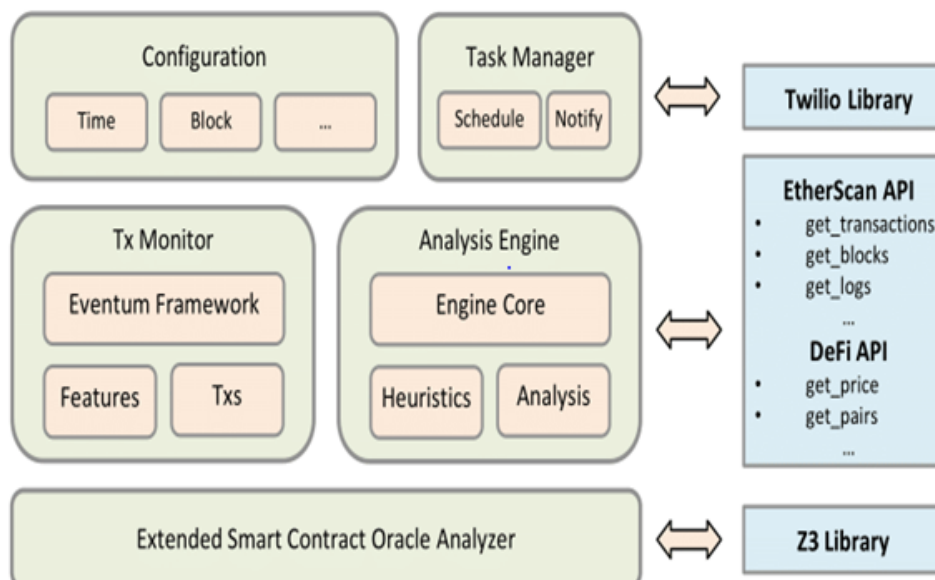 Configuration
Time
Block
...
Task Manager
Schedule
Notify
Twilio Library
Tx Monitor
Eventum Framework
Features
Txs
Analysis Engine
Engine Core
Heuristics
Analysis
EtherScan API
• get_transactions
• get_blocks
• get_logs
...
DeFi API
• get_price
• get_pairs
...
Extended Smart Contract Oracle Analyzer
Z3 Library